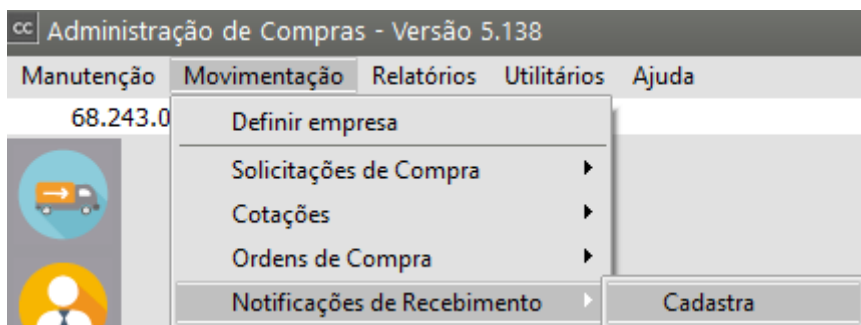 cc Administração de Compras - Versão 5.138
Manutenção Movimentação Relatórios Utilitários Ajuda
68.243.0
Definir empresa
Solicitações de Compra
Cotações
Ordens de Compra
Notificações de Recebimento Cadastra